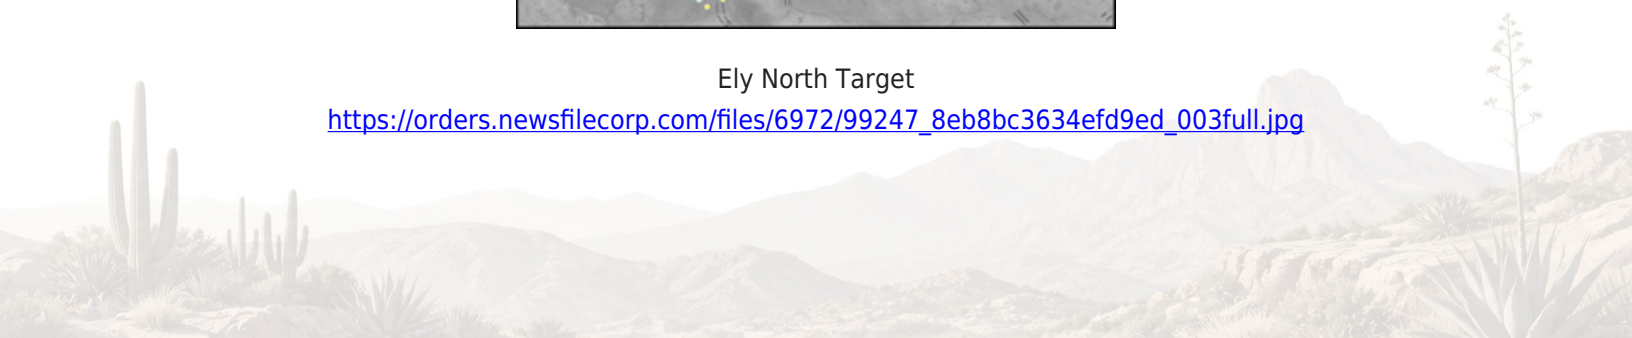 Ely North Target
https://orders.newsfilecorp.com/files/6972/99247_8eb8bc3634efd9ed_003full.jpg